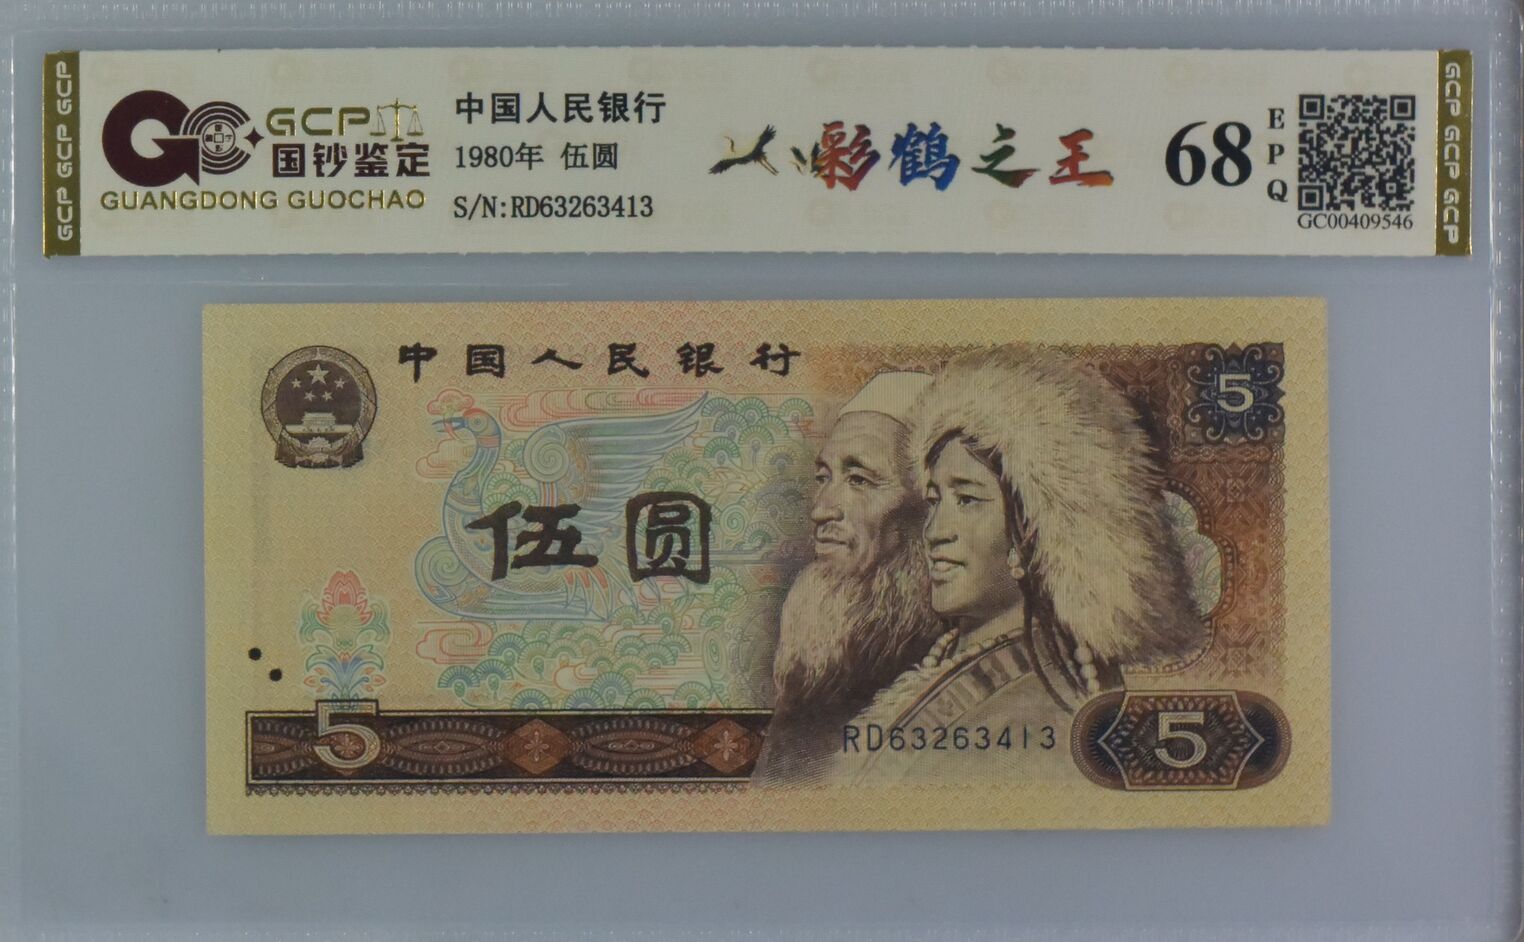 GCP GCP GCP
GCP
国钞鉴定
GUANGDONG GUOCHAO
中国人民银行
1980年 伍圆
S/N:RD63263413
彩鹤之王
68
EPQ
GC00409546
GCP GCP GCP
中国人民银行
5
伍圆
5
RD63263413
5